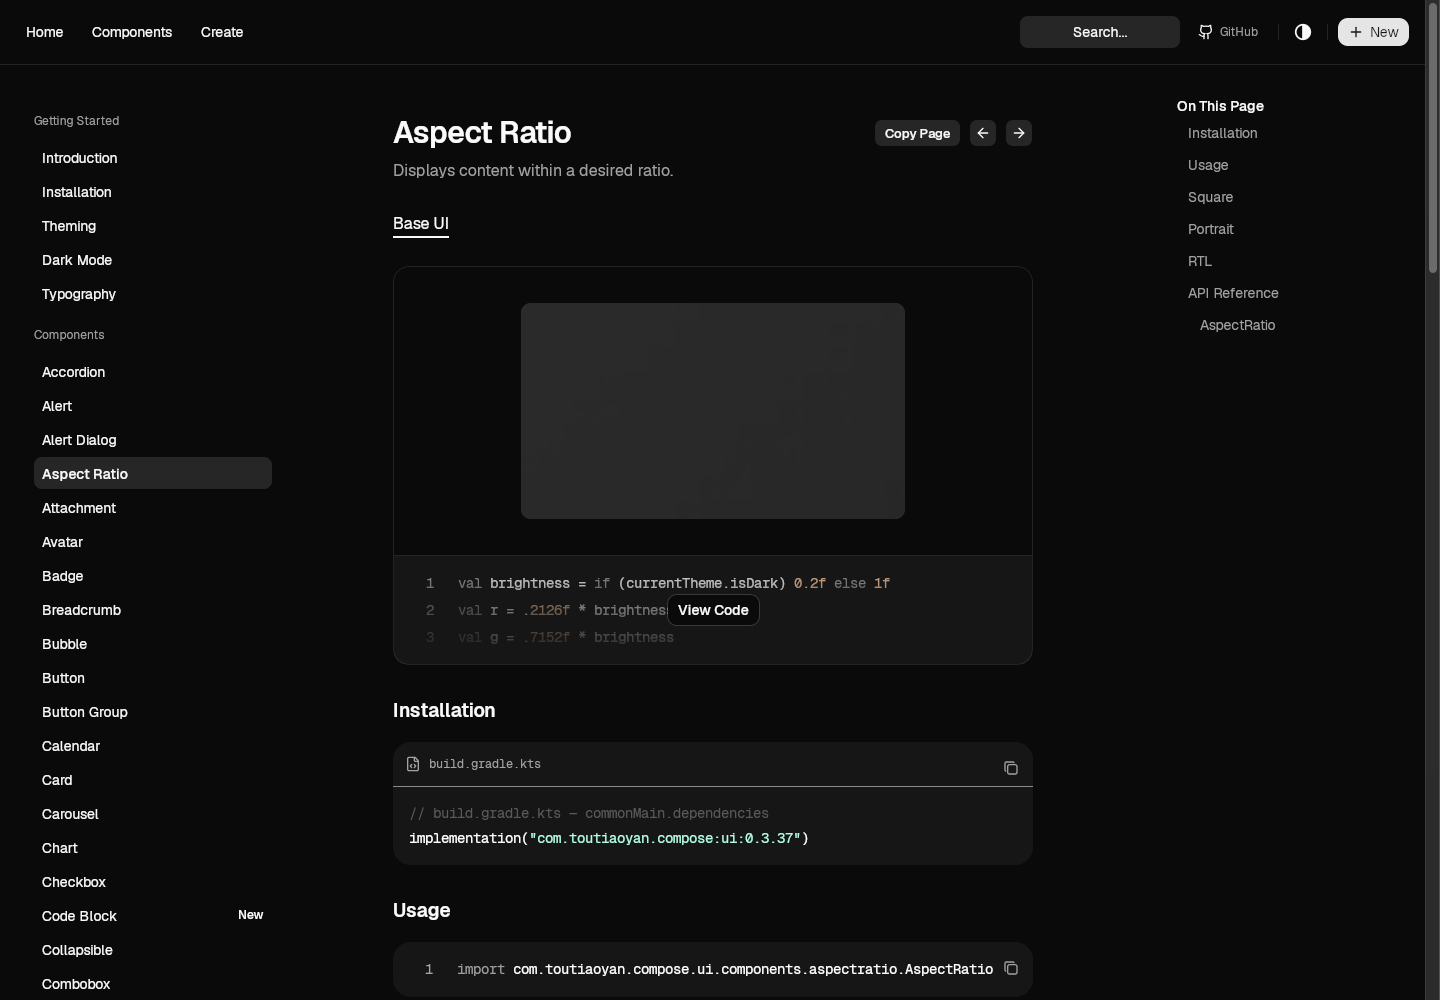 Home
Components
Create
Search...
GitHub
New
Getting Started
Introduction
Installation
Theming
Dark Mode
Typography
Components
Accordion
Alert
Alert Dialog
Aspect Ratio
Attachment
Avatar
Badge
Breadcrumb
Bubble
Button
Button Group
Calendar
Card
Carousel
Chart
Checkbox
Code Block New
Collapsible
Combobox
Aspect Ratio
Copy Page
Displays content within a desired ratio.
Base UI
1 val brightness = if (currentTheme.isDark) 0.2f else 1f
2 val r = .2126f * brightness
View Code
3 val g = .7152f * brightness
Installation
build.gradle.kts
// build.gradle.kts — commonMain.dependencies
implementation("com.toutiaoyan.compose:ui:0.3.37")
Usage
1 import com.toutiaoyan.compose.ui.components.aspectratio.AspectRatio
On This Page
Installation
Usage
Square
Portrait
RTL
API Reference
AspectRatio